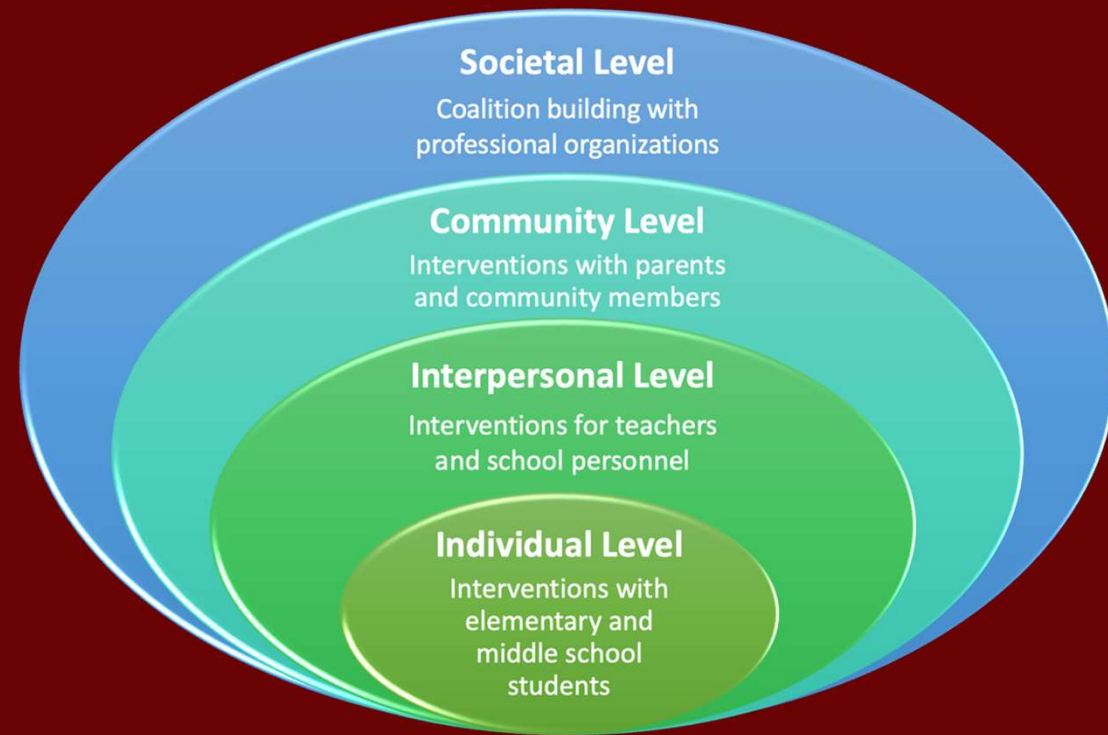 Societal Level
Coalition building with
professional organizations
Community Level
Interventions with parents
and community members
Interpersonal Level
Interventions for teachers
and school personnel
Individual Level
Interventions with
elementary and
middle school
students